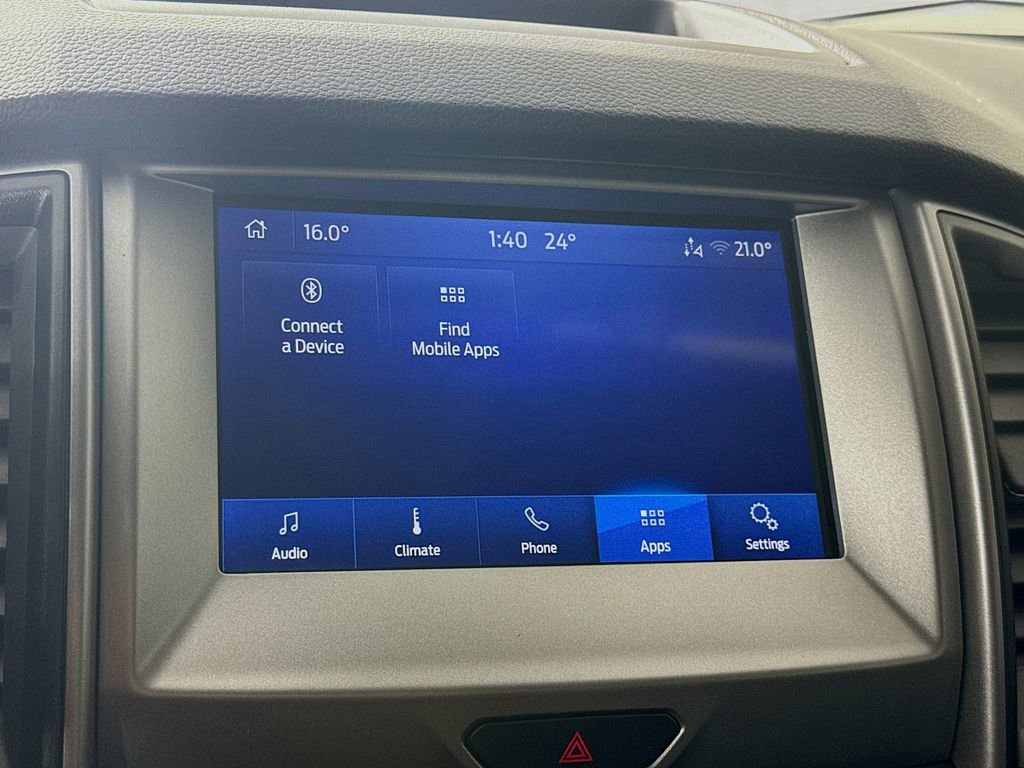 16.0° 1:40 24° 21.0°
Connect
a Device
Find
Mobile Apps
Audio Climate Phone Apps Settings